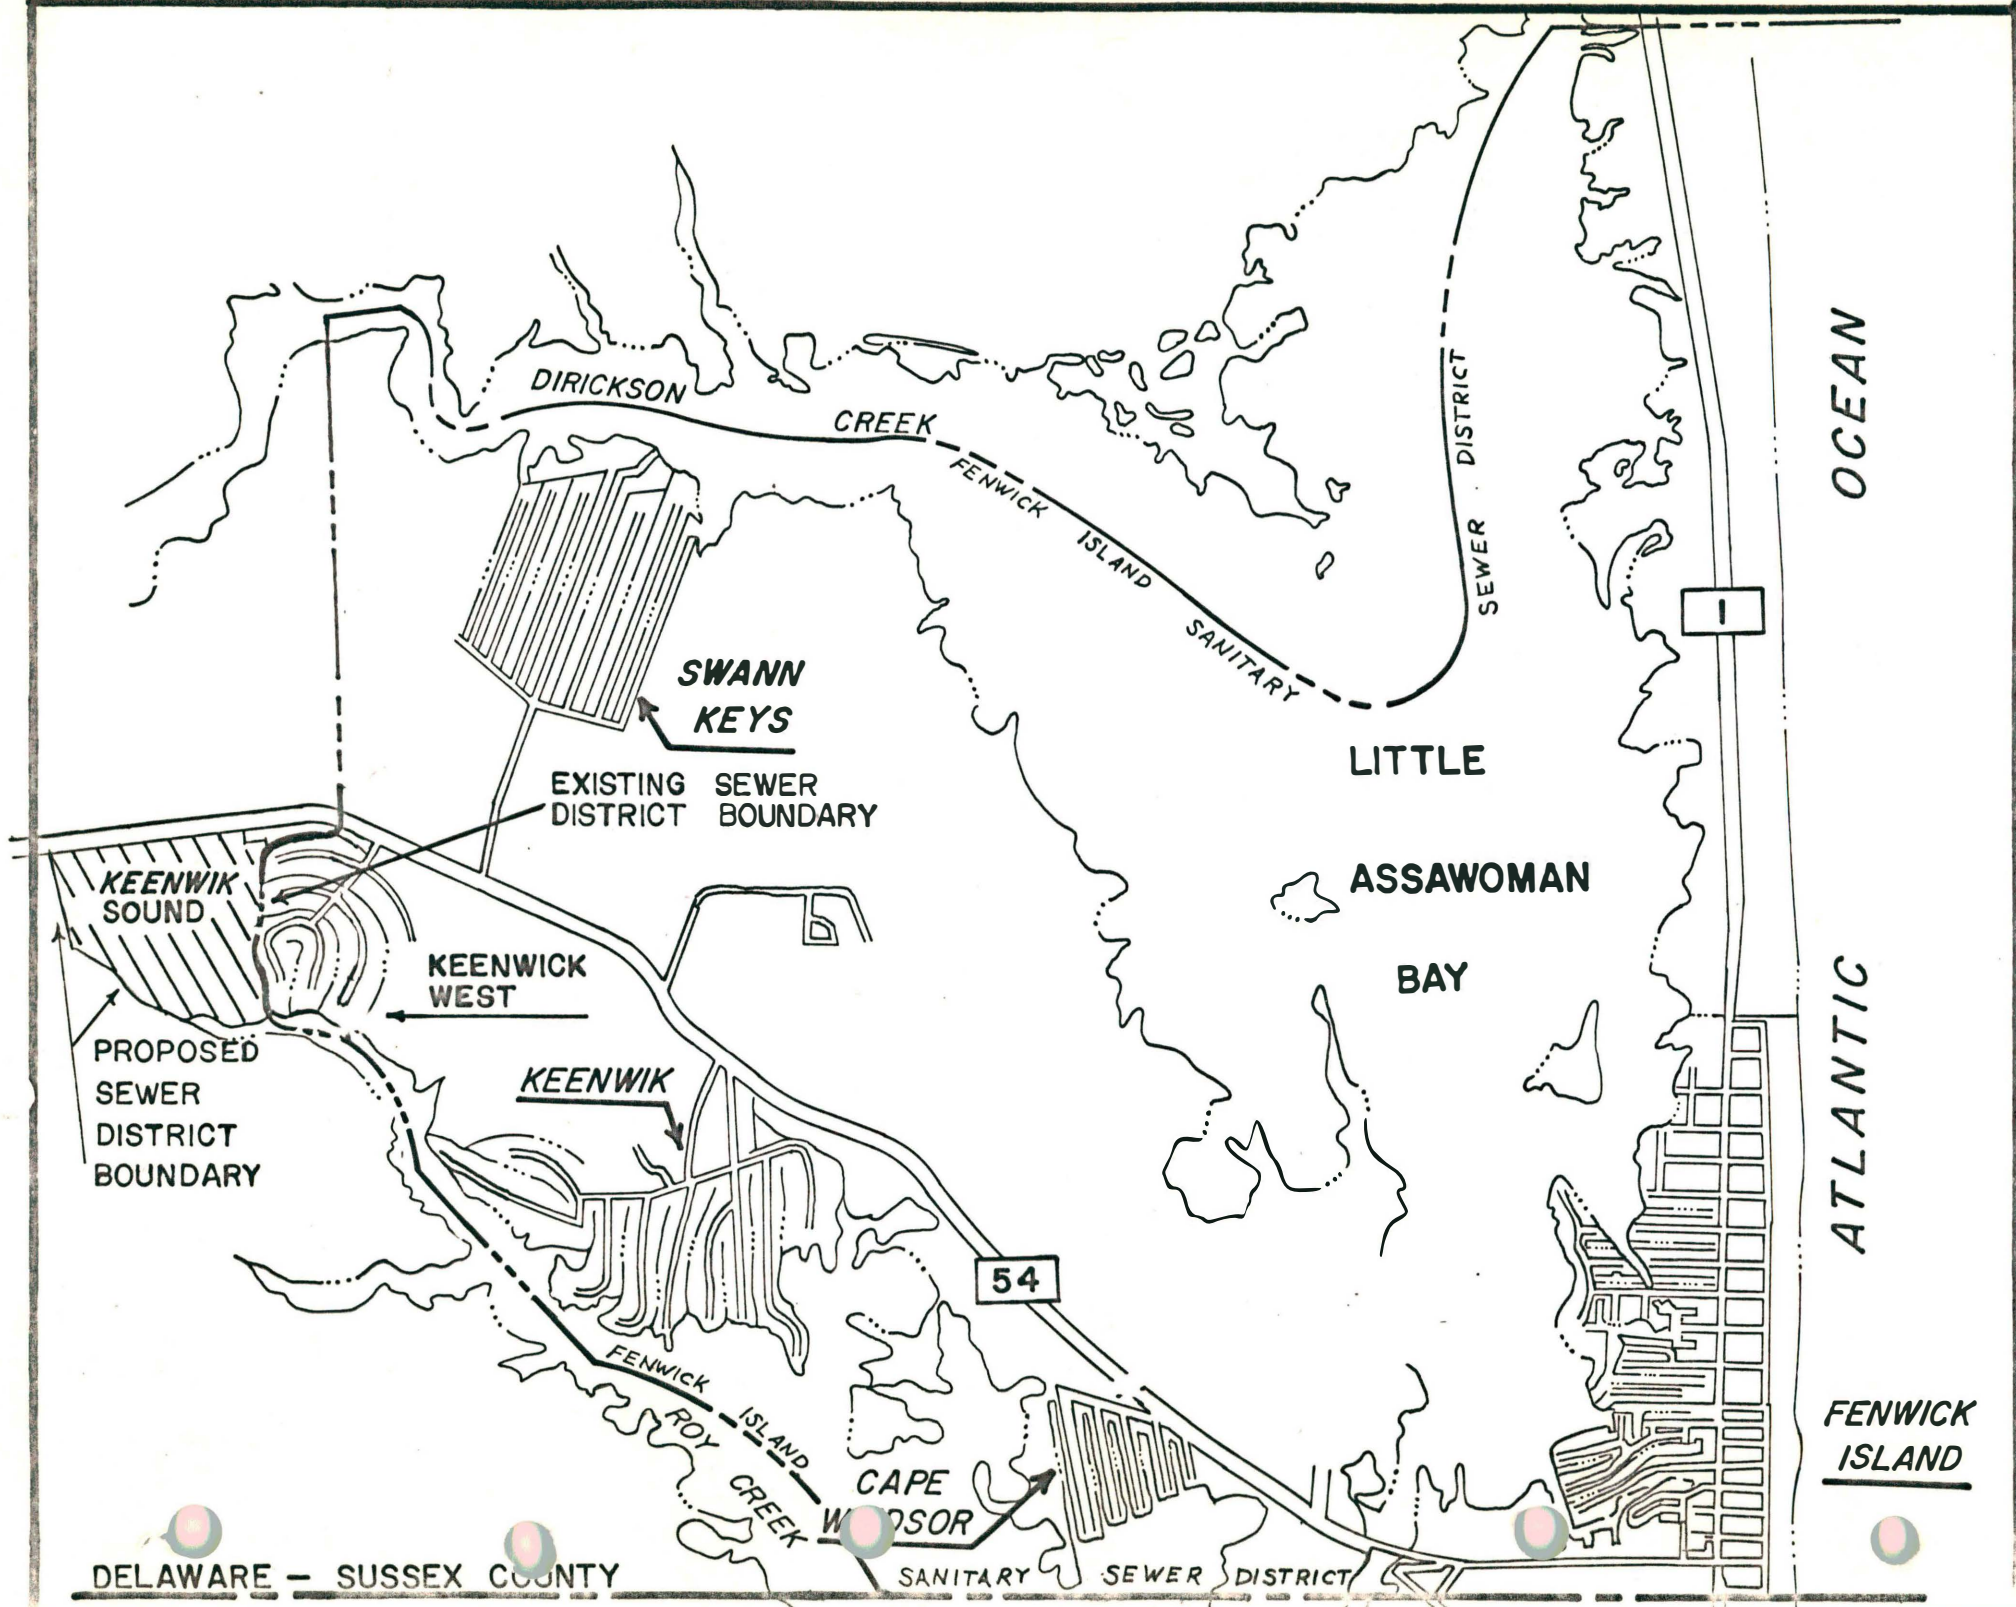 DIRICKSON CREEK
FENWICK ISLAND SANITARY SEWER DISTRICT
OCEAN
1
SWANN
KEYS
EXISTING SEWER
DISTRICT BOUNDARY
LITTLE
ASSAWOMAN
BAY
KEENWIK
SOUND
KEENWICK
WEST
PROPOSED
SEWER
DISTRICT
BOUNDARY
KEENWIK
ATLANTIC
54
FENWICK ISLAND
ROY CREEK
CAPE
FENWICK
ISLAND
SANITARY SEWER DISTRICT
DELAWARE — SUSSEX COUNTY